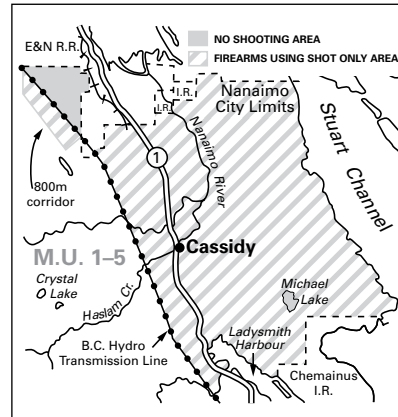 E&N R.R.
NO SHOOTING AREA
FIREARMS USING SHOT ONLY AREA
I.R.
I.R.
Nanaimo
City Limits
Stuart Channel
Nanaimo River
1
800m
corridor
Cassidy
M.U. 1–5
Crystal
Lake
Haslam Cr.
Michael
Lake
B.C. Hydro
Transmission Line
Ladysmith
Harbour
Chemainus
I.R.